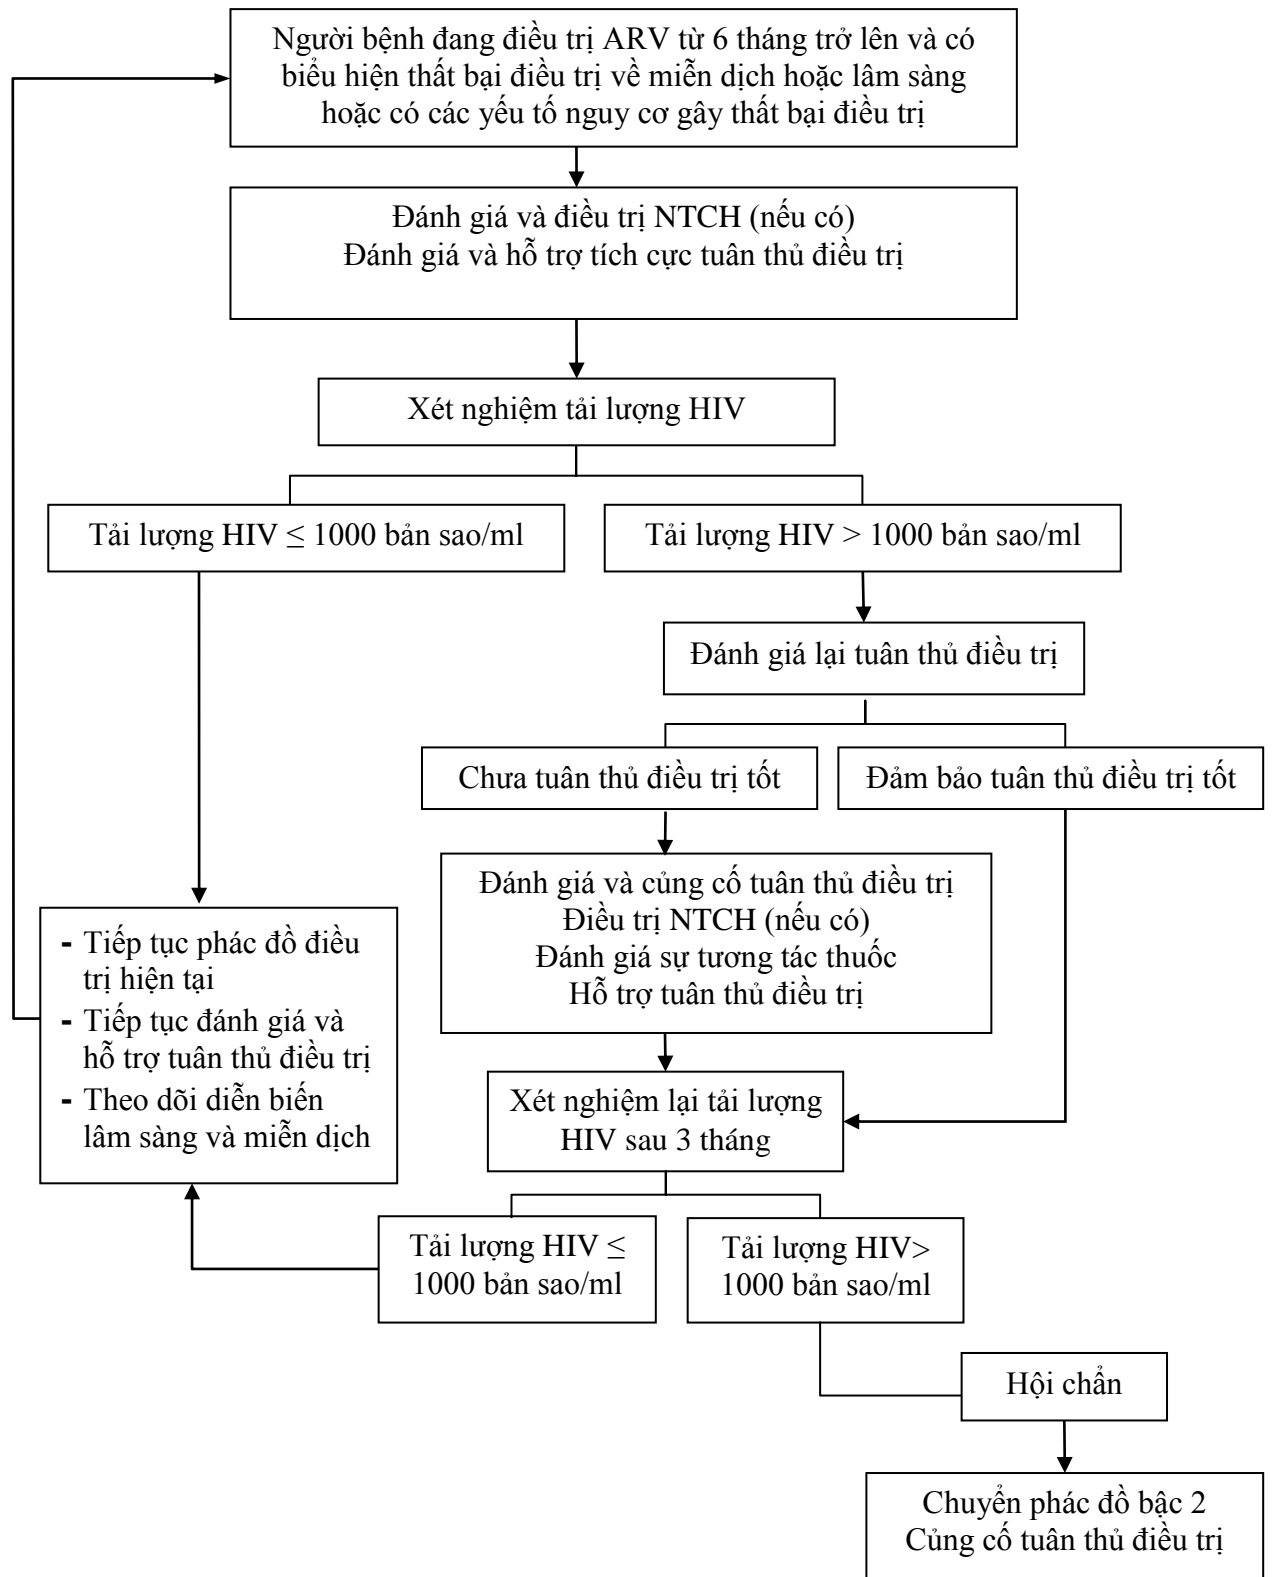 Người bệnh đang điều trị ARV từ 6 tháng trở lên và có
biểu hiện thất bại điều trị về miễn dịch hoặc lâm sàng
hoặc có các yếu tố nguy cơ gây thất bại điều trị
Đánh giá và điều trị NTCH (nếu có)
Đánh giá và hỗ trợ tích cực tuân thủ điều trị
Xét nghiệm tải lượng HIV
Tải lượng HIV ≤ 1000 bản sao/ml
Tải lượng HIV > 1000 bản sao/ml
Đánh giá lại tuân thủ điều trị
Chưa tuân thủ điều trị tốt
Đảm bảo tuân thủ điều trị tốt
Đánh giá và củng cố tuân thủ điều trị
Điều trị NTCH (nếu có)
Đánh giá sự tương tác thuốc
Hỗ trợ tuân thủ điều trị
- Tiếp tục phác đồ điều
trị hiện tại
- Tiếp tục đánh giá và
hỗ trợ tuân thủ điều trị
- Theo dõi diễn biến
lâm sàng và miễn dịch
Xét nghiệm lại tải lượng
HIV sau 3 tháng
Tải lượng HIV ≤
1000 bản sao/ml
Tải lượng HIV>
1000 bản sao/ml
Hội chẩn
Chuyển phác đồ bậc 2
Củng cố tuân thủ điều trị